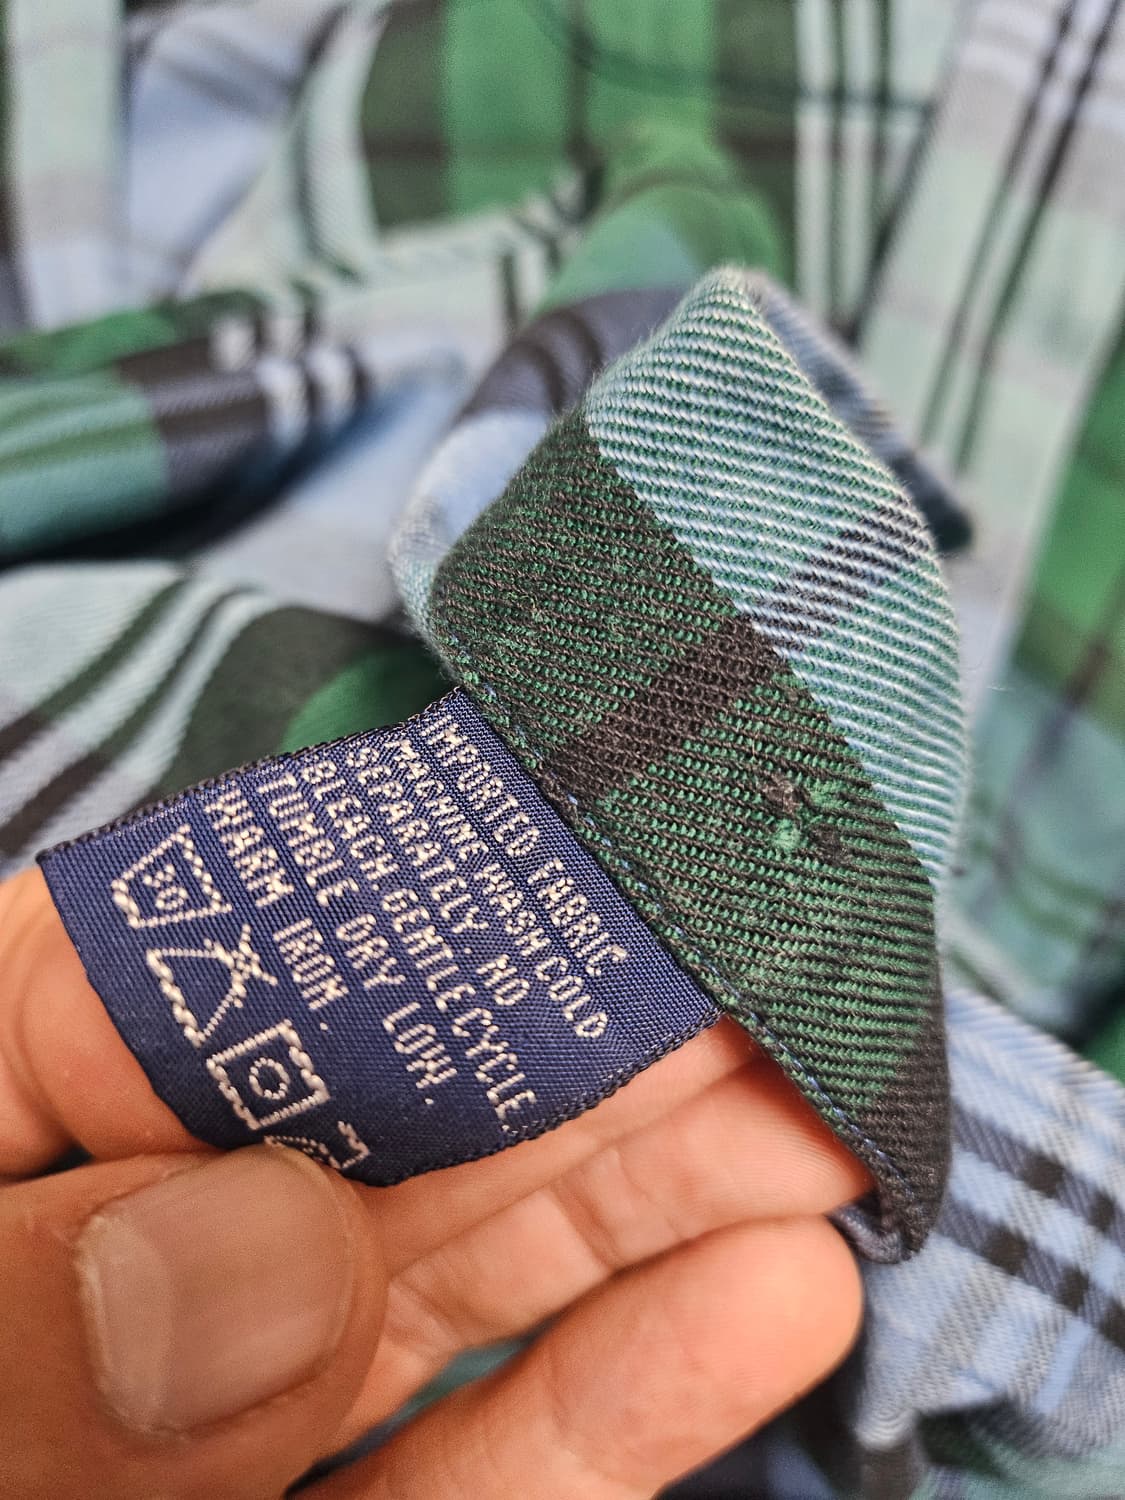 IMPORTED FABRIC
MACHINE WASH COLD
SEPARATELY. NO
BLEACH. GENTLE CYCLE
TUMBLE DRY LOW.
WARM IRON.
30